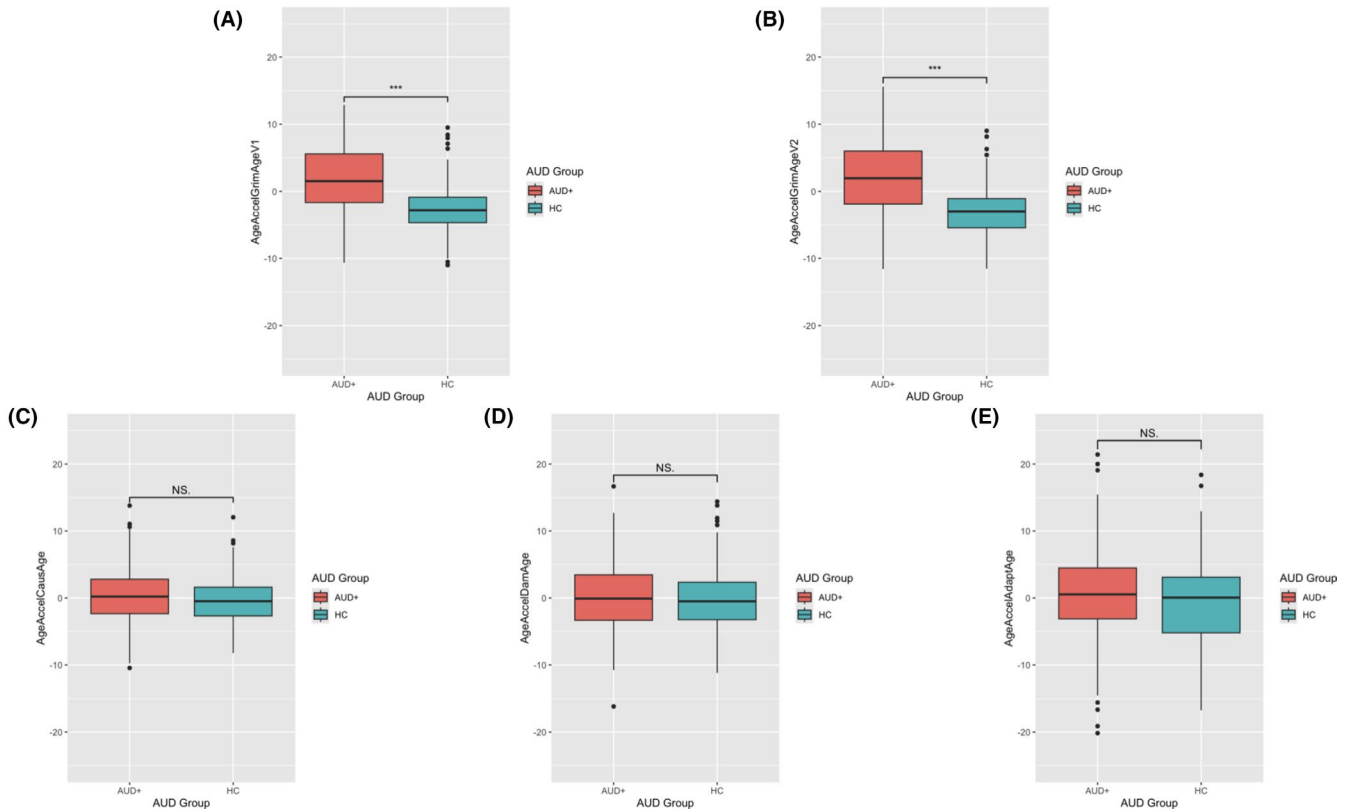 (A)
20
10
0
-10
-20
AgeAccelGrimAgeV1
***
AUD+
HC
AUD Group
AUD Group
AUD+
HC
(B)
20
10
0
-10
-20
AgeAccelGrimAgeV2
***
AUD+
HC
AUD Group
AUD Group
AUD+
HC
(C)
20
10
0
-10
-20
AgeAccelCausAge
NS.
AUD+
HC
AUD Group
AUD Group
AUD+
HC
(D)
20
10
0
-10
-20
AgeAccelDamAge
NS.
AUD+
HC
AUD Group
AUD Group
AUD+
HC
(E)
20
10
0
-10
-20
AgeAccelAdaptAge
NS.
AUD+
HC
AUD Group
AUD Group
AUD+
HC